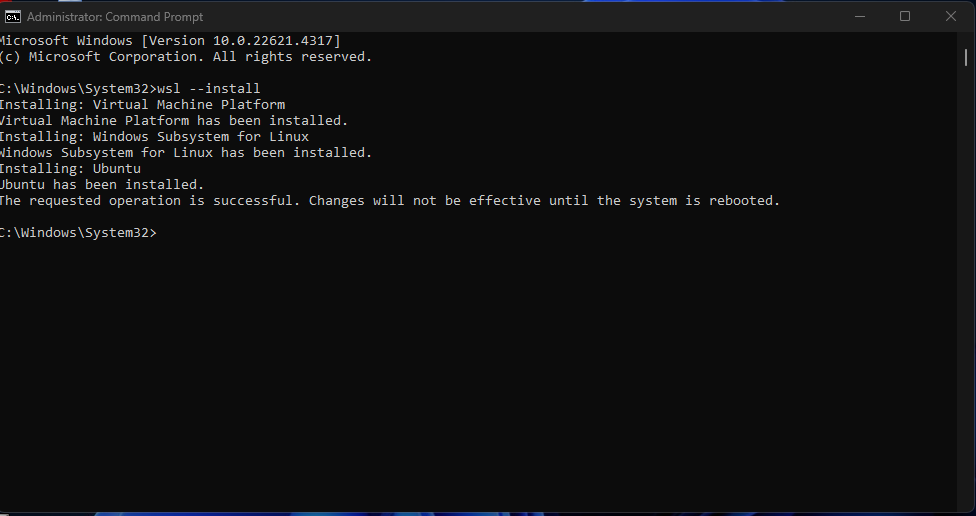 Administrator: Command Prompt
Microsoft Windows [Version 10.0.22621.4317]
(c) Microsoft Corporation. All rights reserved.
C:\Windows\System32>wsl --install
Installing: Virtual Machine Platform
Virtual Machine Platform has been installed.
Installing: Windows Subsystem for Linux
Windows Subsystem for Linux has been installed.
Installing: Ubuntu
Ubuntu has been installed.
The requested operation is successful. Changes will not be effective until the system is rebooted.
C:\Windows\System32>